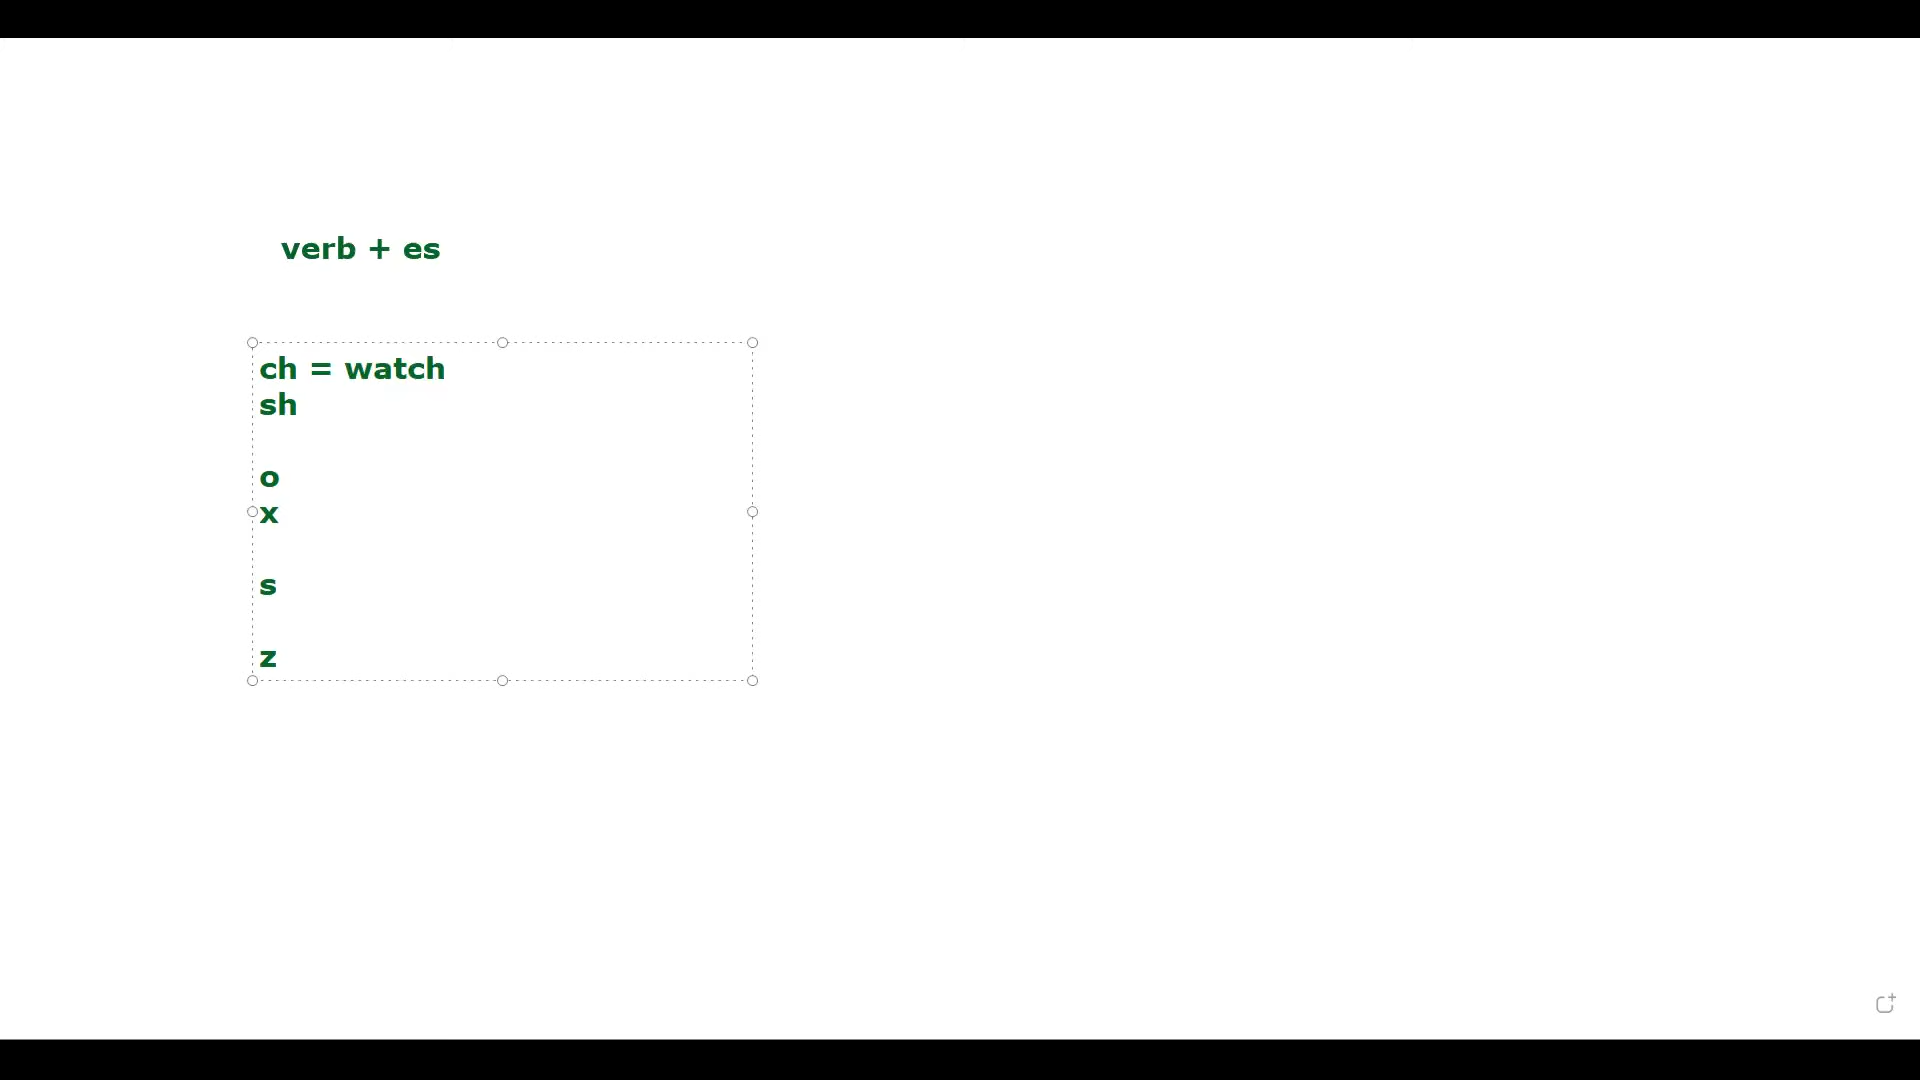 verb + es
ch = watch
sh
o
x
s
z